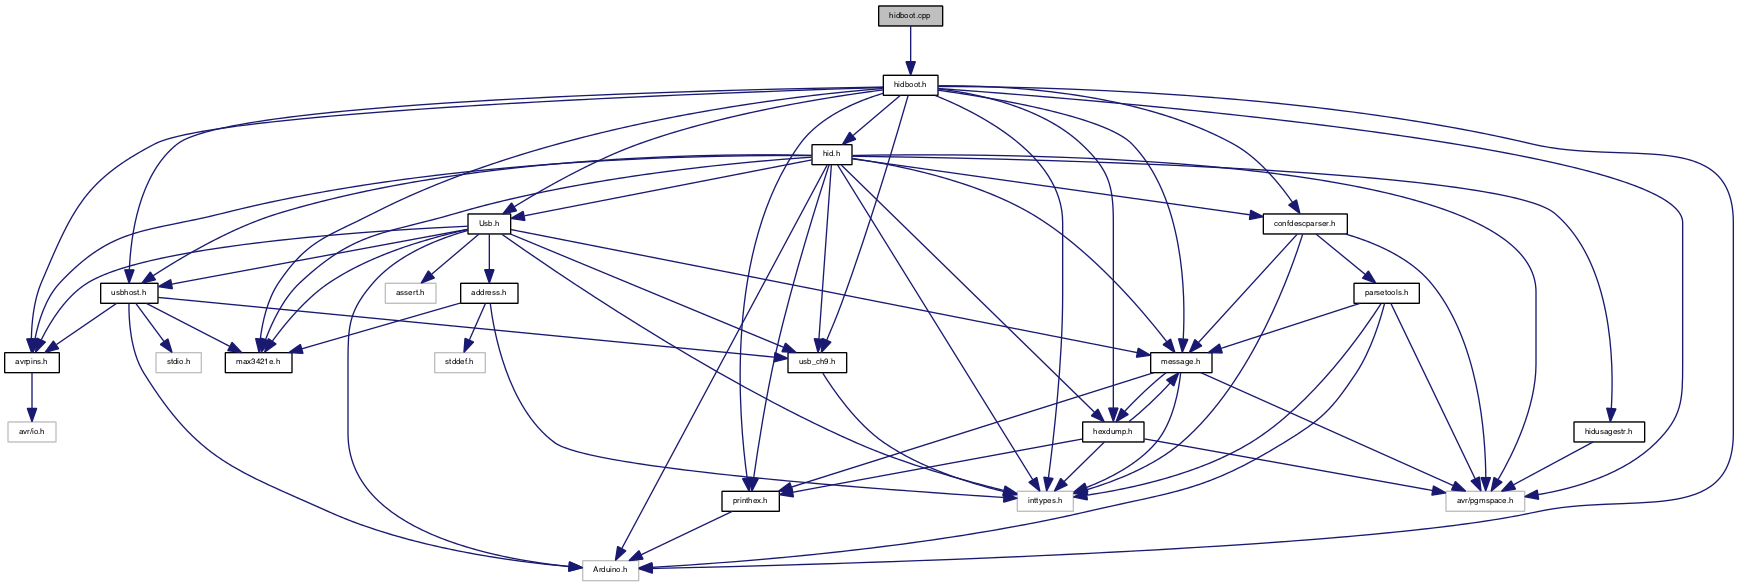 hidboot.cpp
hidboot.h
hid.h
Usb.h
confdescparser.h
usbhost.h
assert.h
address.h
parsetools.h
avrpins.h
stdio.h
max3421e.h
stddef.h
usb_ch9.h
message.h
avr/io.h
hexdump.h
hidusagestr.h
printhex.h
inttypes.h
avr/pgmspace.h
Arduino.h